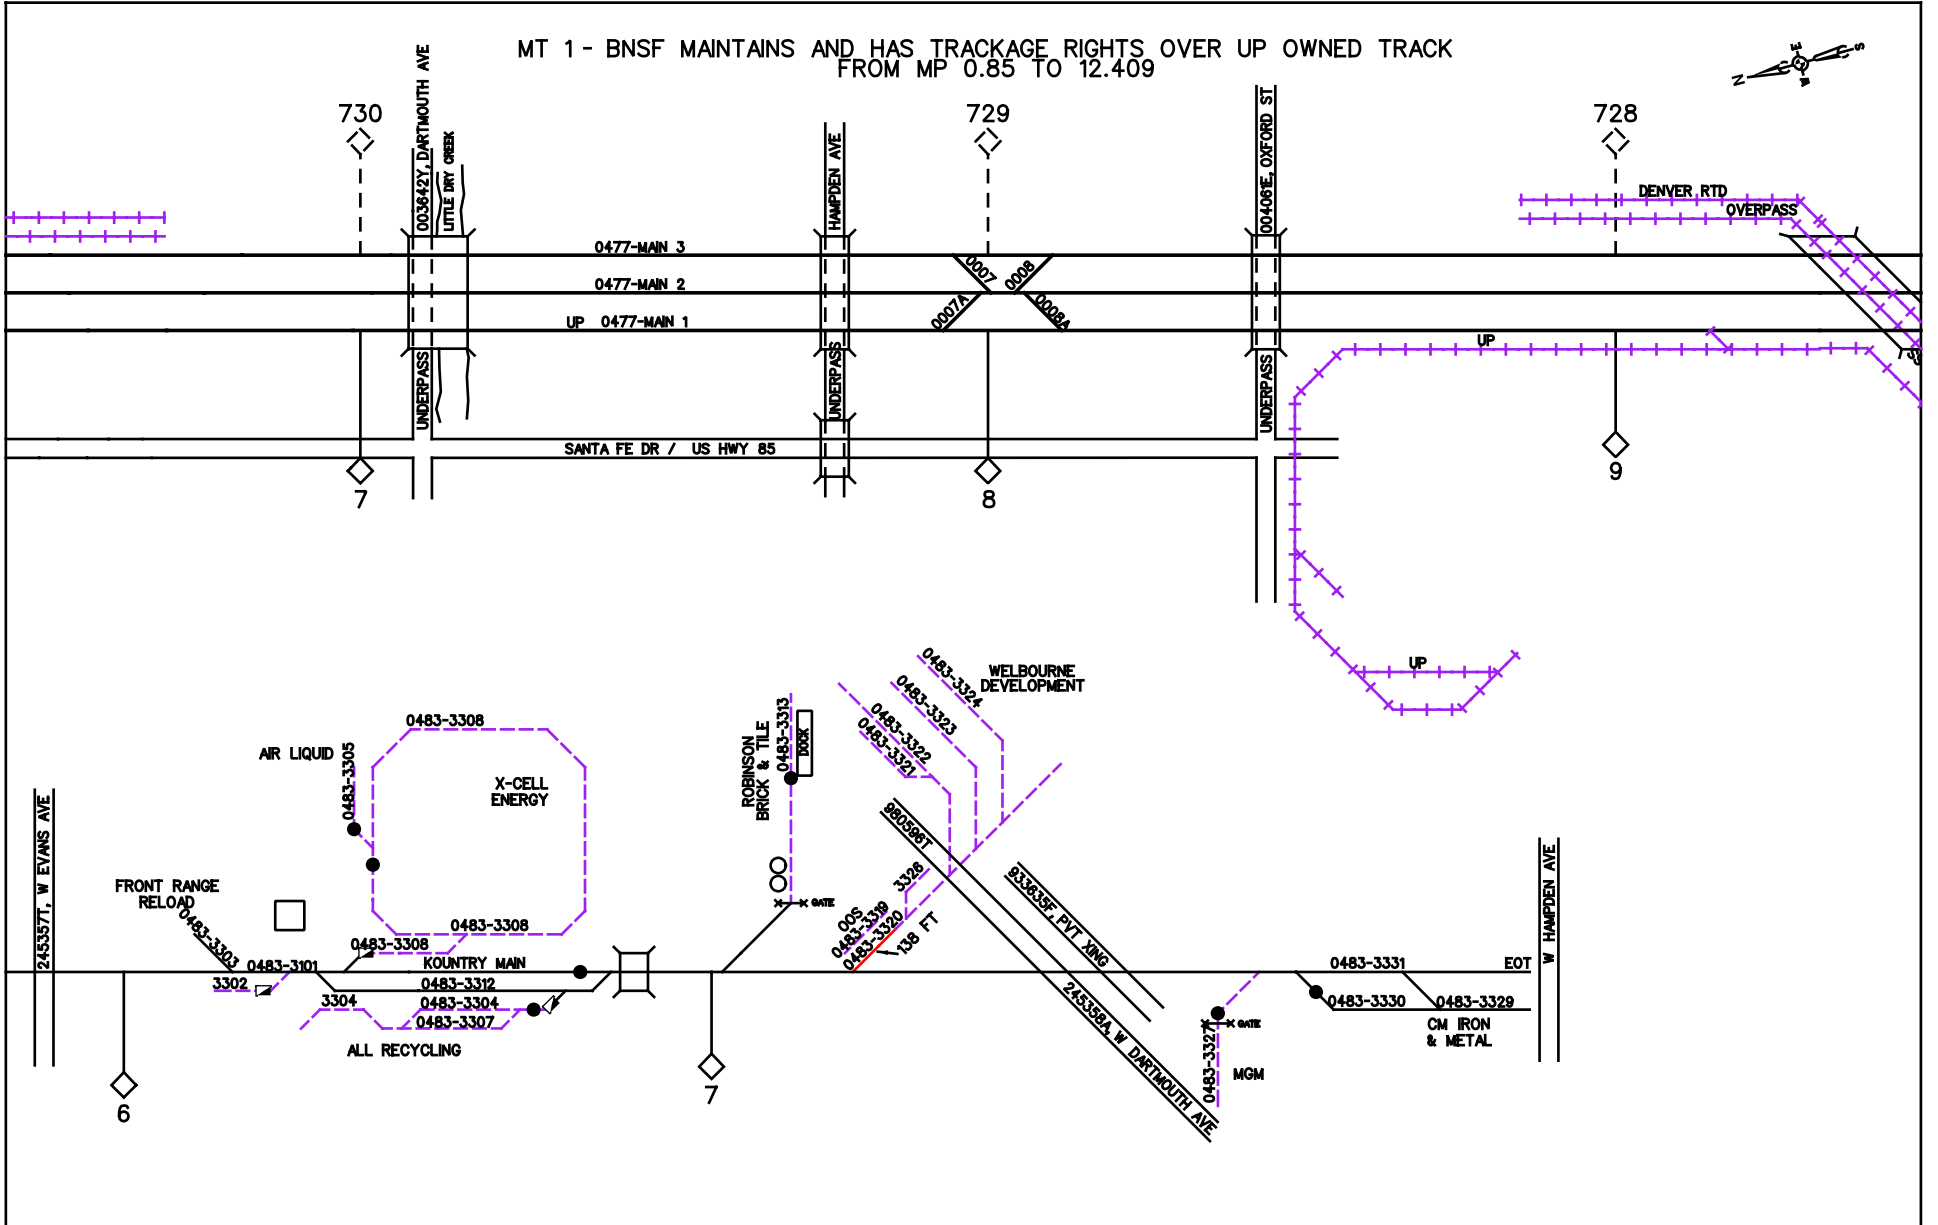 MT 1 - BNSF MAINTAINS AND HAS TRACKAGE RIGHTS OVER UP OWNED TRACK
FROM MP 0.85 TO 12.409
N
E
S
W
730
729
728
003642Y, DARTMOUTH AVE
LITTLE DRY CREEK
HAMPDEN AVE
004061E, OXFORD ST
DENVER RTD
OVERPASS
0477-MAIN 3
0477-MAIN 2
UP 0477-MAIN 1
0007
0008
0007A
0008A
UNDERPASS
UNDERPASS
UNDERPASS
UP
SS
SANTA FE DR / US HWY 85
7
8
9
UP
0483-3324
WELBOURNE
DEVELOPMENT
0483-3323
0483-3322
0483-3321
0483-3308
AIR LIQUID
0483-3305
X-CELL
ENERGY
ROBINSON
BRICK & TILE
0483-3313
DOCK
245357T, W EVANS AVE
FRONT RANGE
RELOAD
0483-3303
0483-3308
0483-3308
GATE
OOS
0483-3319
0483-3320
3326
138 FT
980596T
933635F, PVT XING
W HAMPDEN AVE
0483-3101
KOUNTRY MAIN
0483-3331
EOT
3302
0483-3312
3304
0483-3304
0483-3307
ALL RECYCLING
245358A, W DARTMOUTH AVE
0483-3330
0483-3329
GATE
0483-3327
MGM
CM IRON
& METAL
6
7